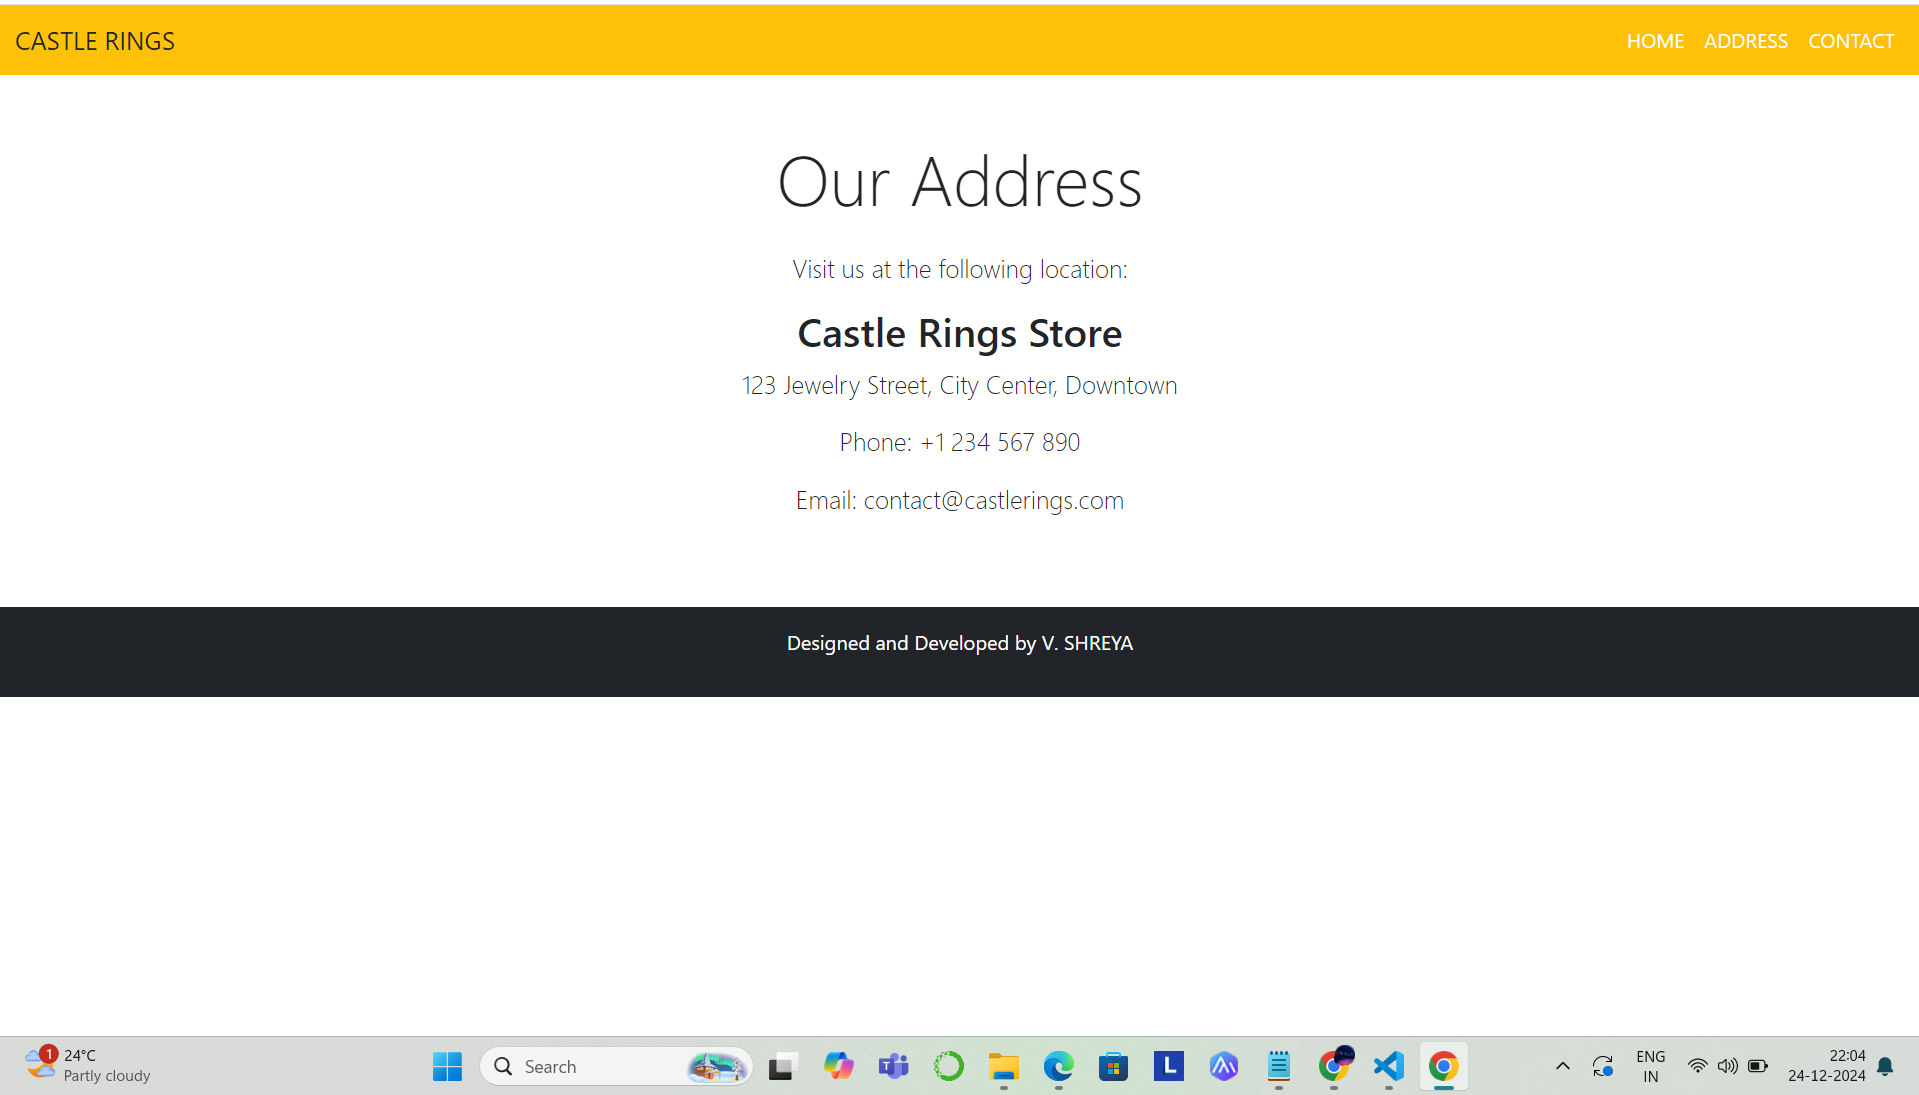 CASTLE RINGS
HOME ADDRESS CONTACT
Our Address
Visit us at the following location:
Castle Rings Store
123 Jewelry Street, City Center, Downtown
Phone: +1 234 567 890
Email: contact@castlerings.com
Designed and Developed by V. SHREYA
1
24°C
Partly cloudy
Search
T
L
ENG
IN
22:04
24-12-2024